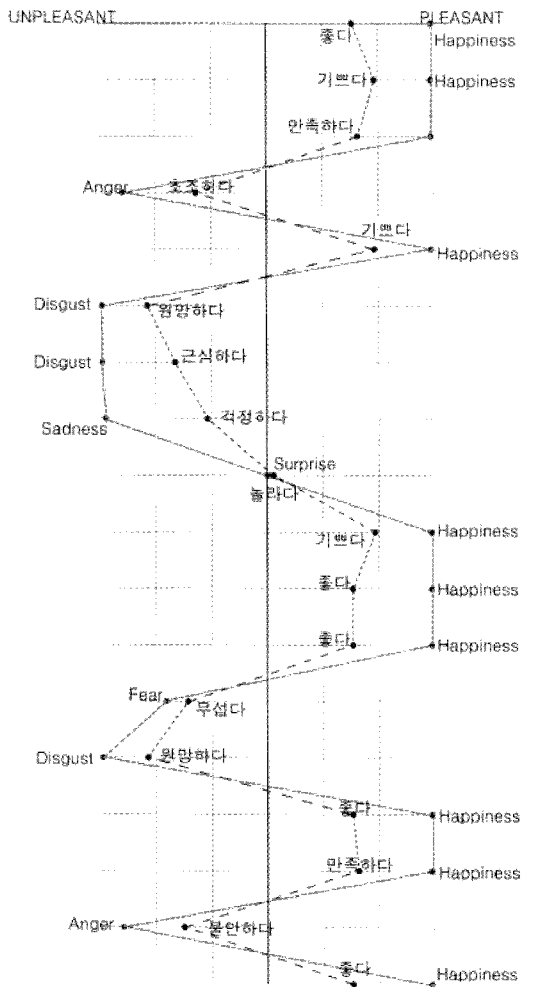 UNPLEASANT PLEASANT
좋다 Happiness
기쁘다 Happiness
만족하다
Anger 초조하다
기쁘다 Happiness
Disgust 원망하다
Disgust 근심하다
Sadness 걱정하다
Surprise
놀라다
기쁘다 Happiness
좋다 Happiness
좋다 Happiness
Fear 무섭다
Disgust 원망하다
좋다 Happiness
만족하다 Happiness
Anger 불안하다
좋다 Happiness